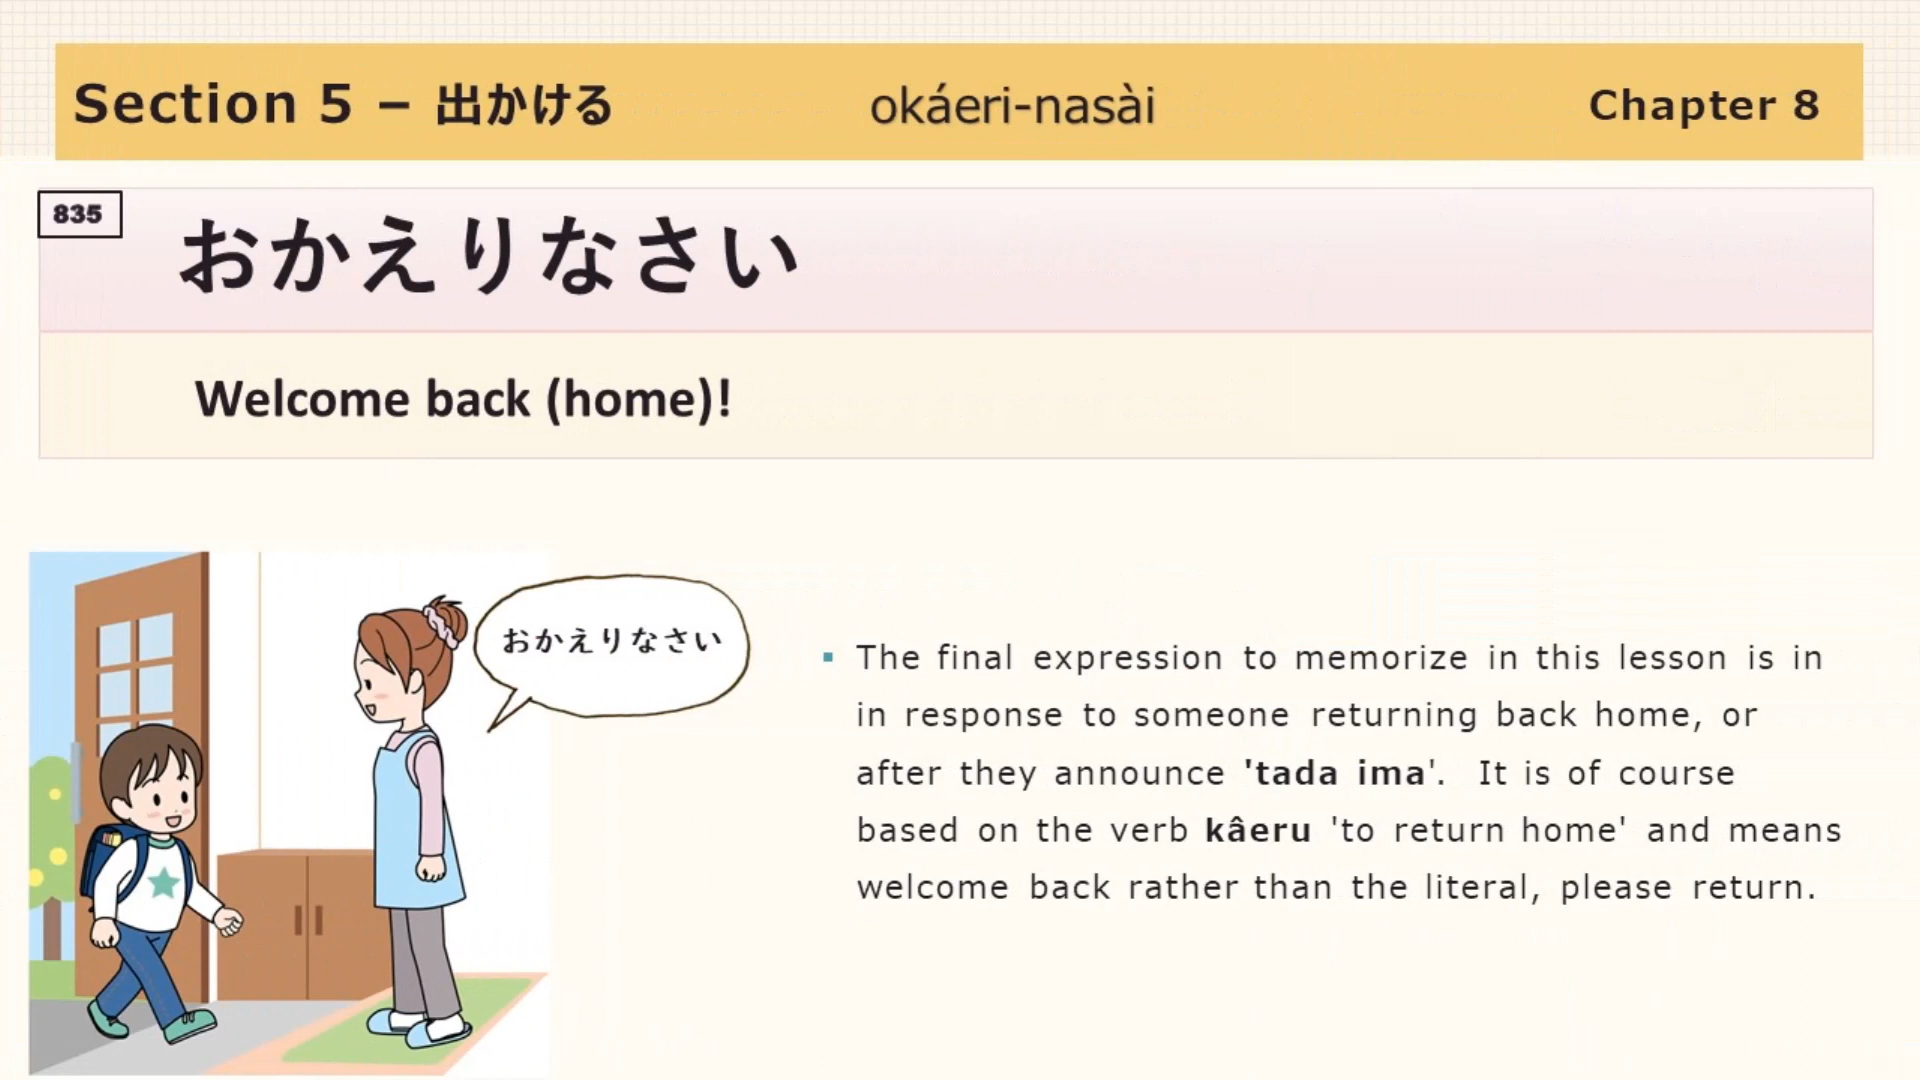 Section 5 – 出かける okáeri-nasài Chapter 8
835
おかえりなさい
Welcome back (home)!
おかえりなさい
▪ The final expression to memorize in this lesson is in
in response to someone returning back home, or
after they announce 'tada ima'. It is of course
based on the verb kâeru 'to return home' and means
welcome back rather than the literal, please return.